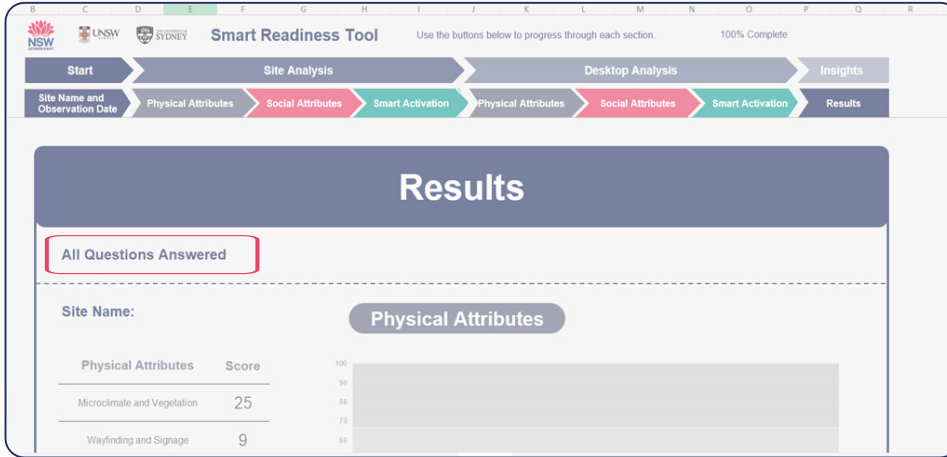 B C D E F G H I J K L M N O P Q R
NSW
UNSW
SYDNEY
Smart Readiness Tool
Use the buttons below to progress through each section.
100% Complete
Start
Site Analysis
Desktop Analysis
Insights
Site Name and
Observation Date
Physical Attributes
Social Attributes
Smart Activation
Physical Attributes
Social Attributes
Smart Activation
Results
Results
All Questions Answered
Site Name:
Physical Attributes
Physical Attributes Score
Microclimate and Vegetation 25
Wayfinding and Signage 9
100
90
80
70
60